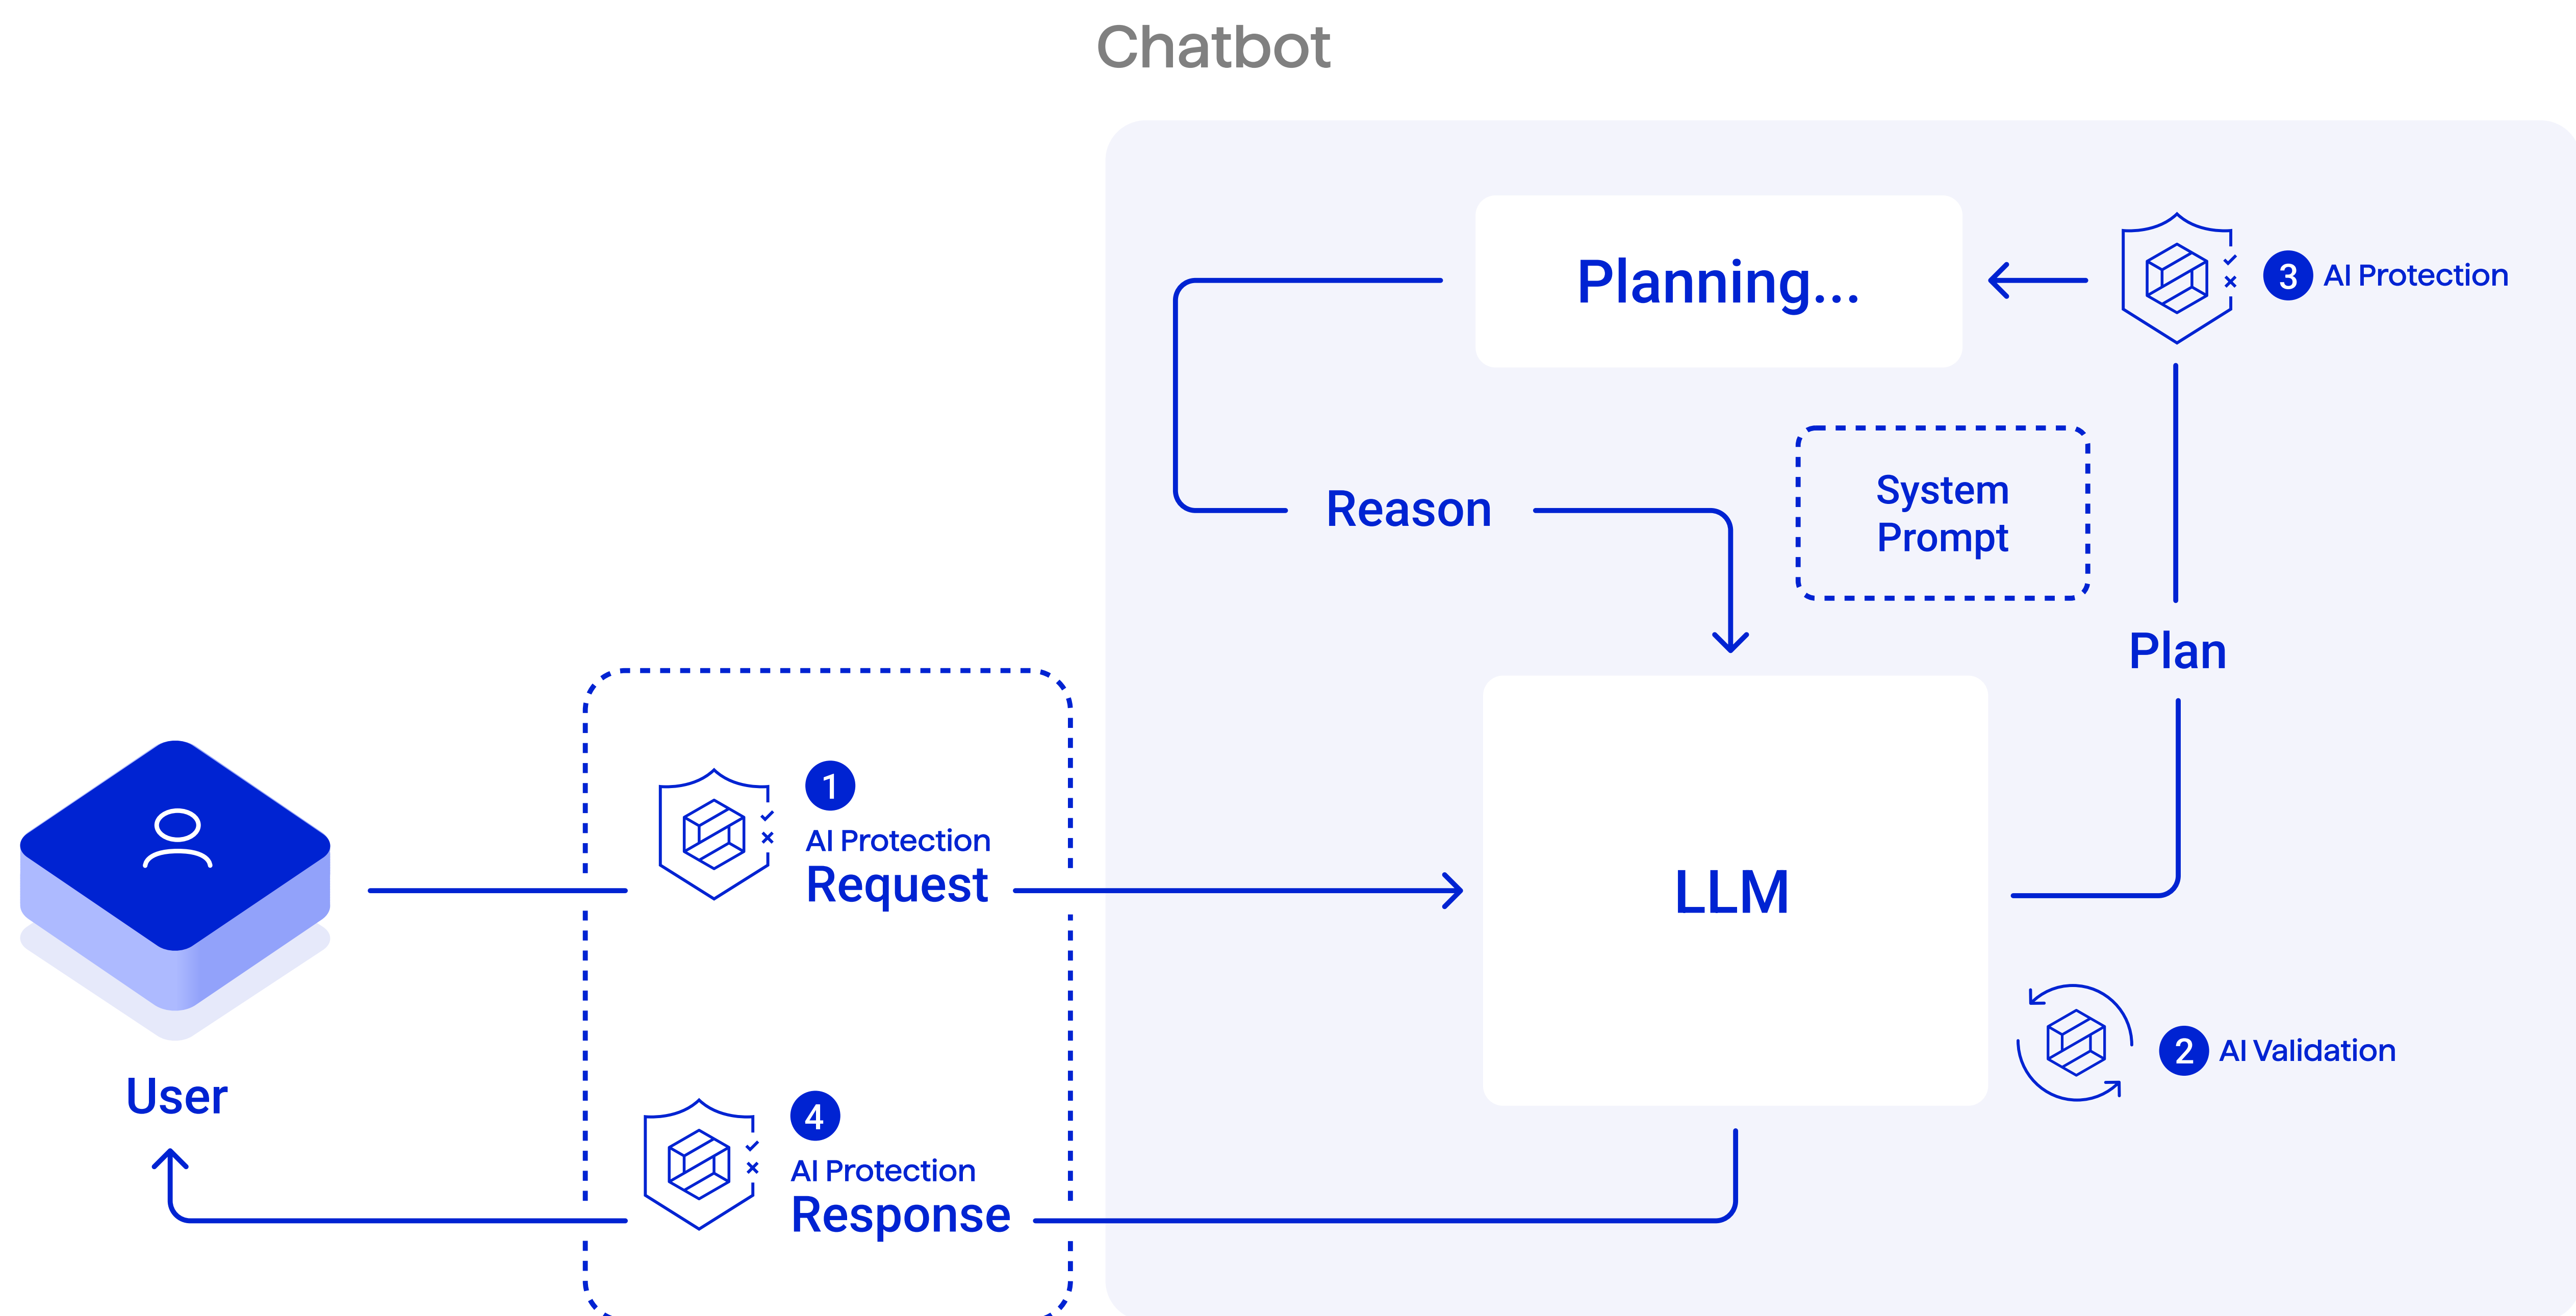 Chatbot
Planning...
3 AI Protection
Reason
System
Prompt
Plan
1
AI Protection
Request
LLM
2 AI Validation
User
4
AI Protection
Response